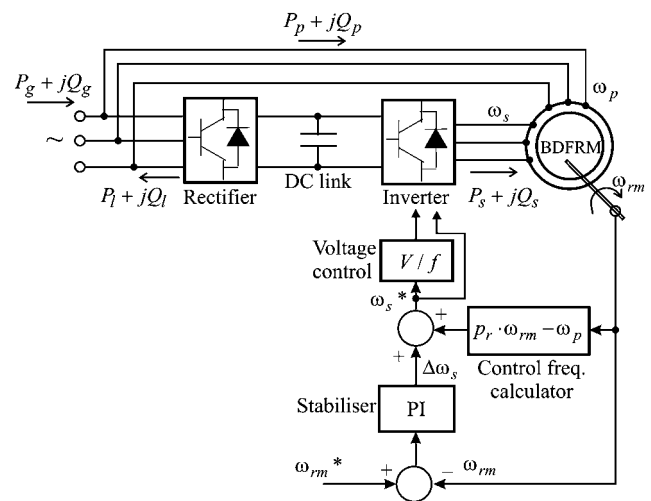 P_p + jQ_p
P_g + jQ_g
ω_p
ω_s
~
BDFRM
DC link
ω_rm
P_l + jQ_l
Rectifier
Inverter
P_s + jQ_s
Voltage
control
V / f
ω_s *
+
p_r · ω_rm − ω_p
+
Δω_s
Control freq.
calculator
Stabiliser
PI
ω_rm *
+
−
ω_rm